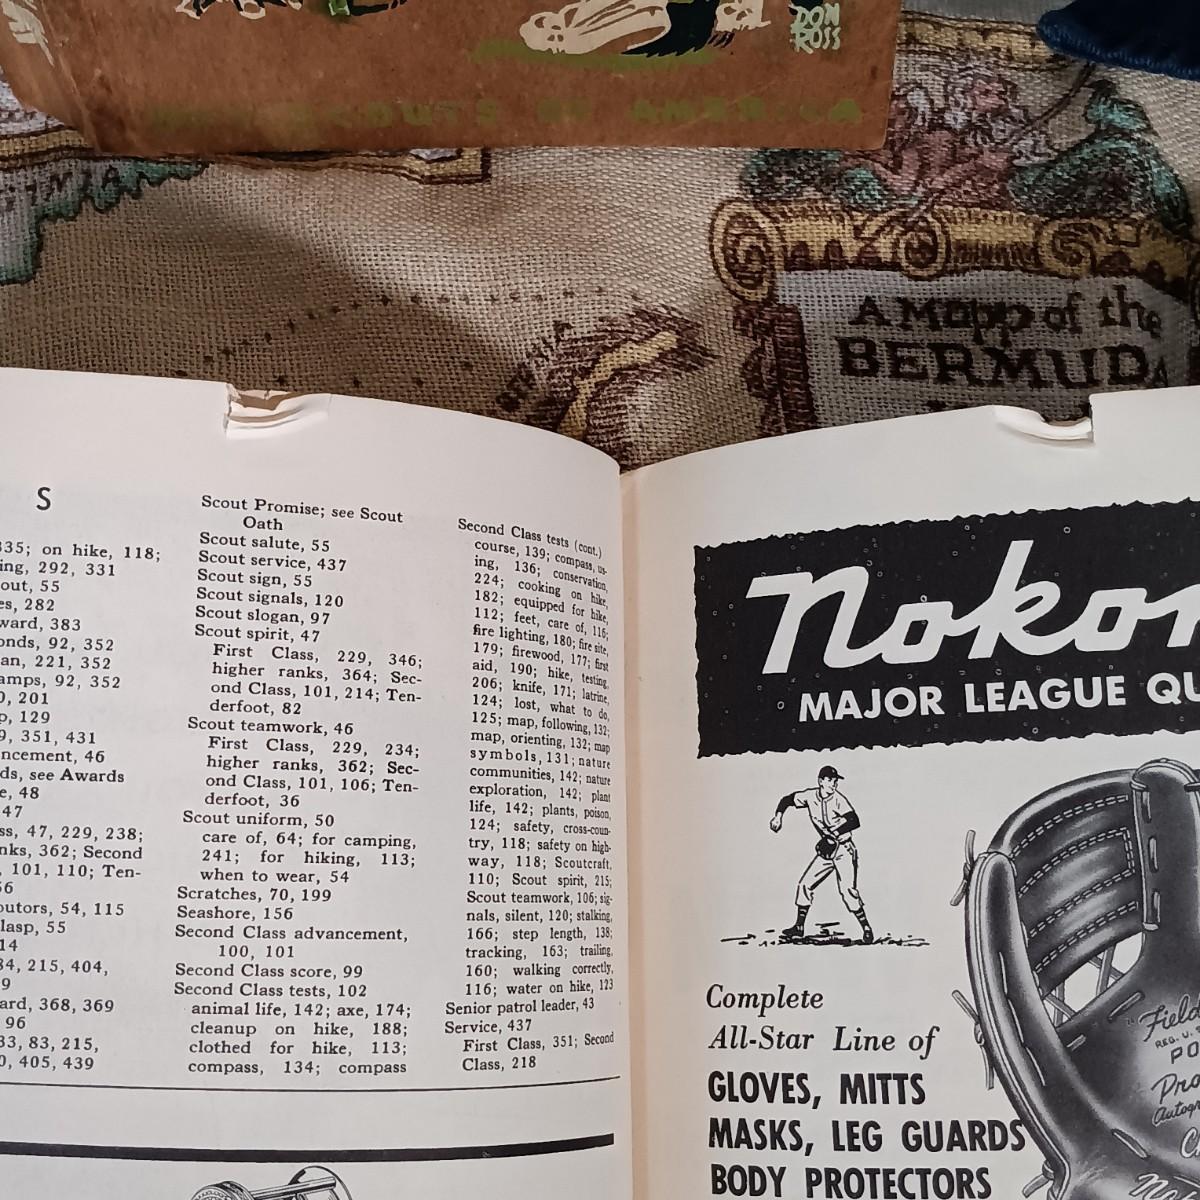 DON
ROSS
SCOUTS OF AMERICA
A Mapp of the
BERMUDA
S
335; on hike, 118;
ing, 292, 331
out, 55
es, 282
ward, 383
onds, 92, 352
an, 221, 352
amps, 92, 352
0, 201
p, 129
9, 351, 431
ncement, 46
ds, see Awards
e, 48
47
ss, 47, 229, 238;
nks, 362; Second
, 101, 110; Ten-
56
outors, 54, 115
lasp, 55
14
34, 215, 404,
9
ard, 368, 369
96
33, 83, 215,
0, 405, 439
Scout Promise; see Scout
Oath
Scout salute, 55
Scout service, 437
Scout sign, 55
Scout signals, 120
Scout slogan, 97
Scout spirit, 47
First Class, 229, 346;
higher ranks, 364; Sec-
ond Class, 101, 214; Ten-
derfoot, 82
Scout teamwork, 46
First Class, 229, 234;
higher ranks, 362; Sec-
ond Class, 101, 106; Ten-
derfoot, 36
Scout uniform, 50
care of, 64; for camping,
241; for hiking, 113;
when to wear, 54
Scratches, 70, 199
Seashore, 156
Second Class advancement,
100, 101
Second Class score, 99
Second Class tests, 102
animal life, 142; axe, 174;
cleanup on hike, 188;
clothed for hike, 113;
compass, 134; compass
Second Class tests (cont.)
course, 139; compass, us-
ing, 136; conservation,
224; cooking on hike,
182; equipped for hike,
112; feet, care of, 116;
fire lighting, 180; fire site,
179; firewood, 177; first
aid, 190; hike, testing,
206; knife, 171; latrine,
124; lost, what to do,
125; map, following, 132;
map, orienting, 132; map
symbols, 131; nature
communities, 142; nature
exploration, 142; plant
life, 142; plants, poison,
124; safety, cross-coun-
try, 118; safety on high-
way, 118; Scoutcraft,
110; Scout spirit, 215;
Scout teamwork, 106; sig-
nals, silent, 120; stalking,
166; step length, 138;
tracking, 163; trailing,
160; walking correctly,
116; water on hike, 123
Senior patrol leader, 43
Service, 437
First Class, 351; Second
Class, 218
Nokon
MAJOR LEAGUE QU
Complete
All-Star Line of
GLOVES, MITTS
MASKS, LEG GUARDS
BODY PROTECTORS
Field
REG. U.
PO
Pro
Autogr